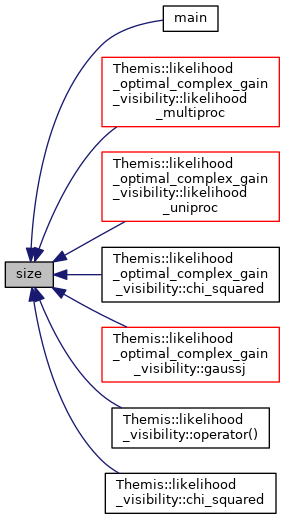 main
Themis::likelihood
_optimal_complex_gain
_visibility::likelihood
_multiproc
Themis::likelihood
_optimal_complex_gain
_visibility::likelihood
_uniproc
size
Themis::likelihood
_optimal_complex_gain
_visibility::chi_squared
Themis::likelihood
_optimal_complex_gain
_visibility::gaussj
Themis::likelihood
_visibility::operator()
Themis::likelihood
_visibility::chi_squared